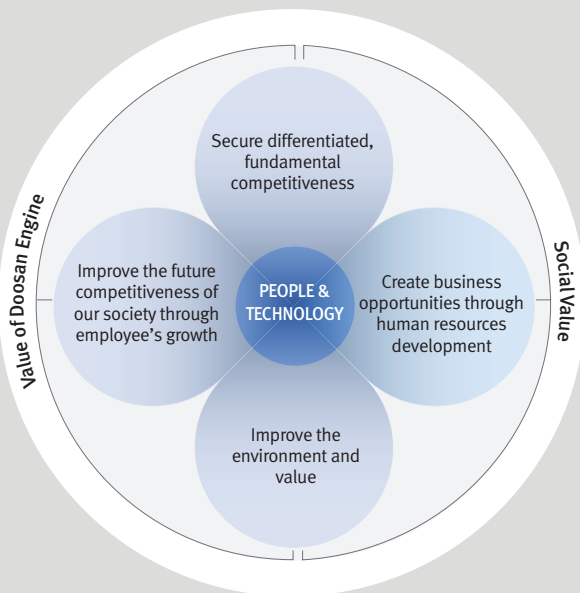 Secure differentiated,
fundamental
competitiveness
Value of Doosan Engine
Improve the future
competitiveness of
our society through
employee's growth
PEOPLE &
TECHNOLOGY
Create business
opportunities through
human resources
development
Social Value
Improve the
environment and
value